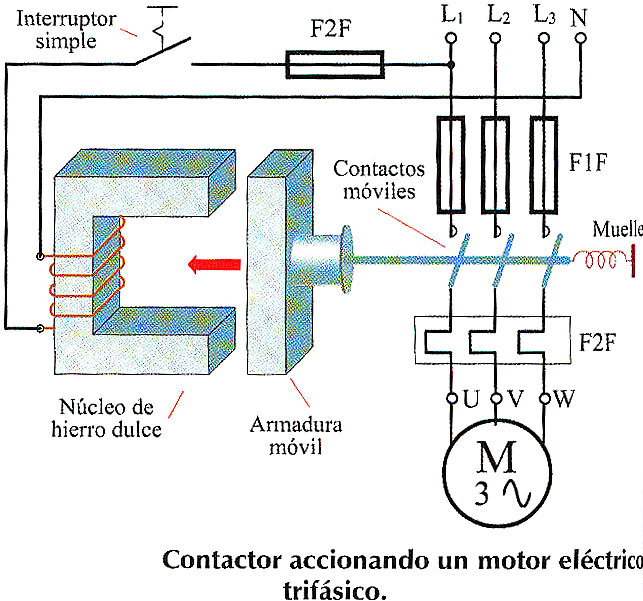 Interruptor
simple
F2F
L1 L2 L3 N
F1F
Contactos
móviles
Muelle
F2F
U V W
M
3
Núcleo de
hierro dulce
Armadura
móvil
Contactor accionando un motor eléctrico
trifásico.